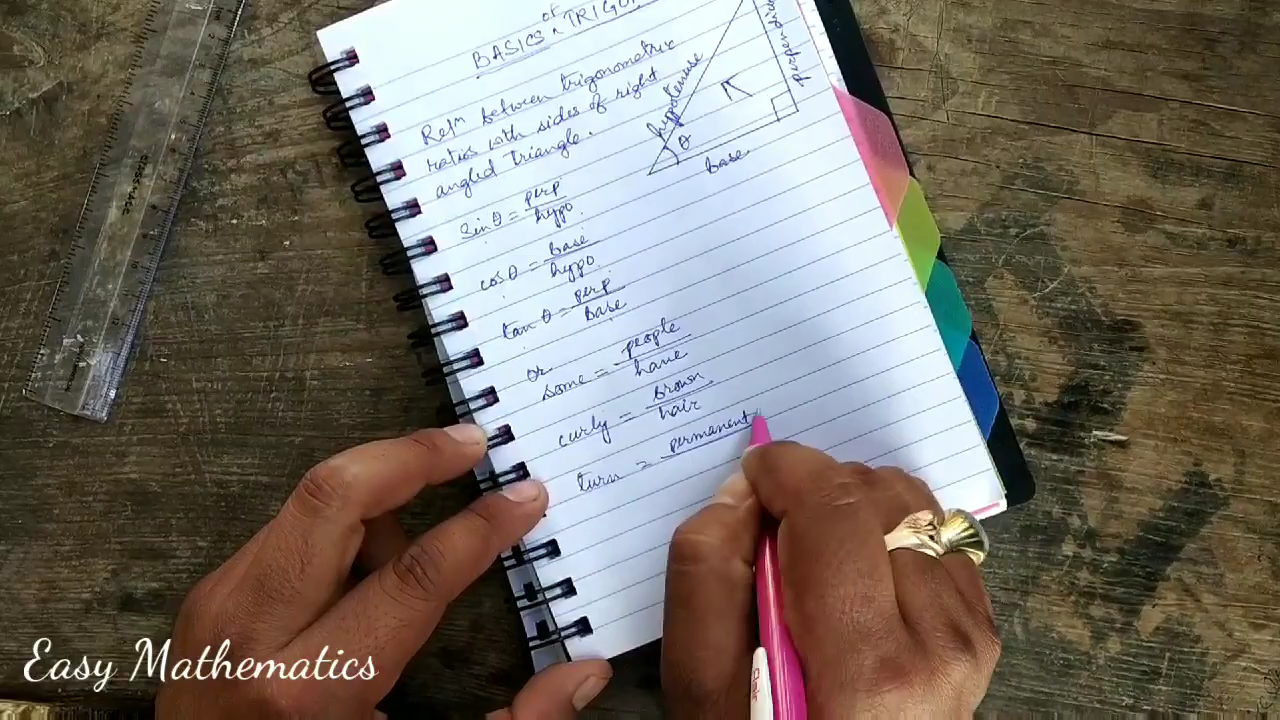 BASICS of TRIGO
Relⁿ between trigonometric
ratios with sides of right
angled Triangle.
sin θ = perp / hypo.
cos θ = base / hypo.
tan θ = perp / Base
or
some = people / have
curly = Brown / hair
turn = permanent
hypotenuse
θ
base
Easy Mathematics